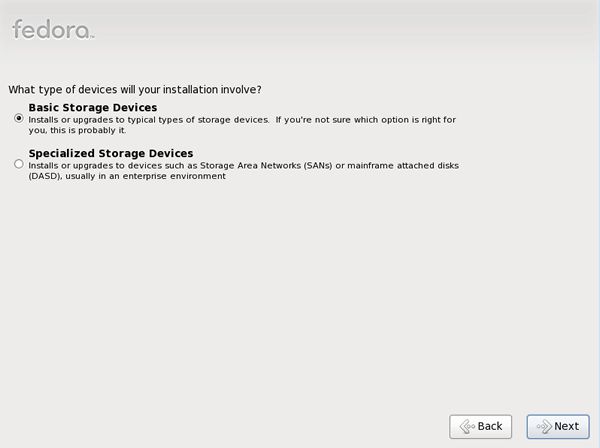 fedora™
What type of devices will your installation involve?
Basic Storage Devices
Installs or upgrades to typical types of storage devices.  If you're not sure which option is right for
you, this is probably it.
Specialized Storage Devices
Installs or upgrades to devices such as Storage Area Networks (SANs) or mainframe attached disks
(DASD), usually in an enterprise environment
Back
Next